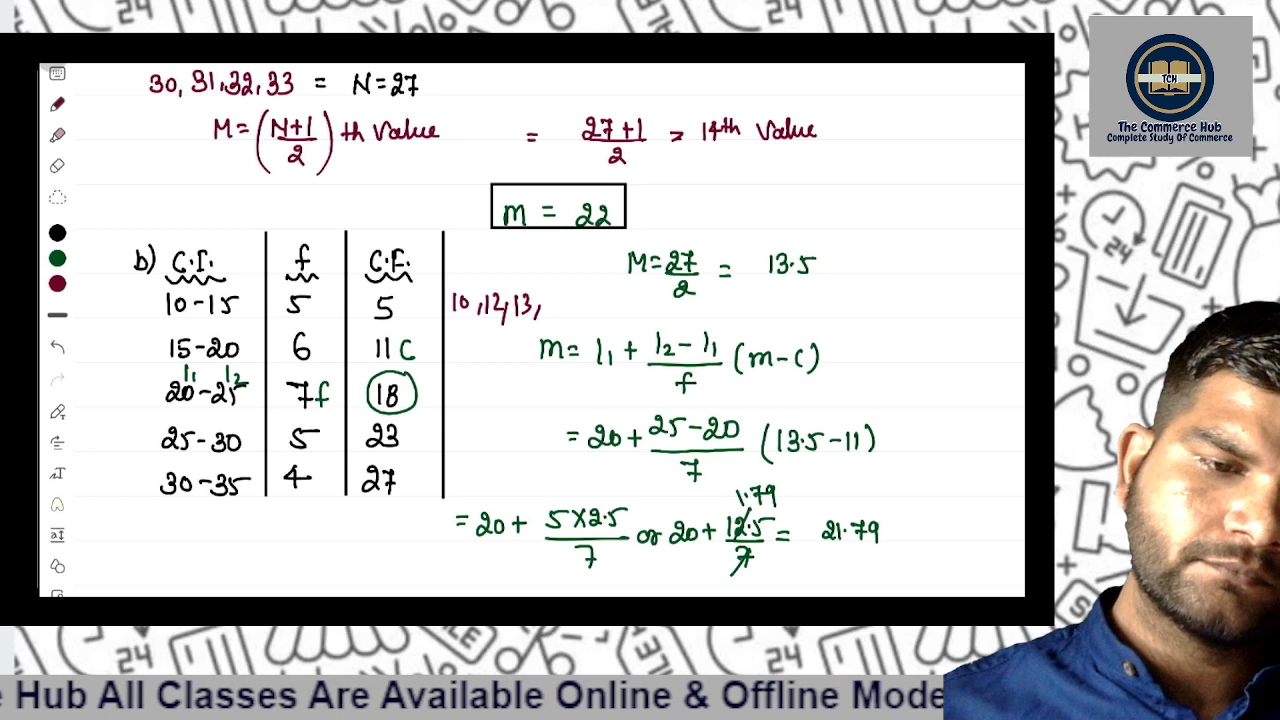 30, 31, 32, 33 = N = 27
M = (N+1/2) th Value = 27+1/2 = 14th Value
m = 22
b) C.I. f C.F.
10-15 5 5 10, 12, 13,
15-20 6 11 C
l1 l2
20-25 7 f 18
25-30 5 23
30-35 4 27
M = 27/2 = 13.5
m = l1 + l2 - l1/f (m - c)
= 20 + 25-20/7 (13.5 - 11)
1.79
= 20 + 5×2.5/7 or 20 + 12.5/7 = 21.79
TCH
The Commerce Hub
Complete Study Of Commerce
Hub All Classes Are Available Online & Offline Mode